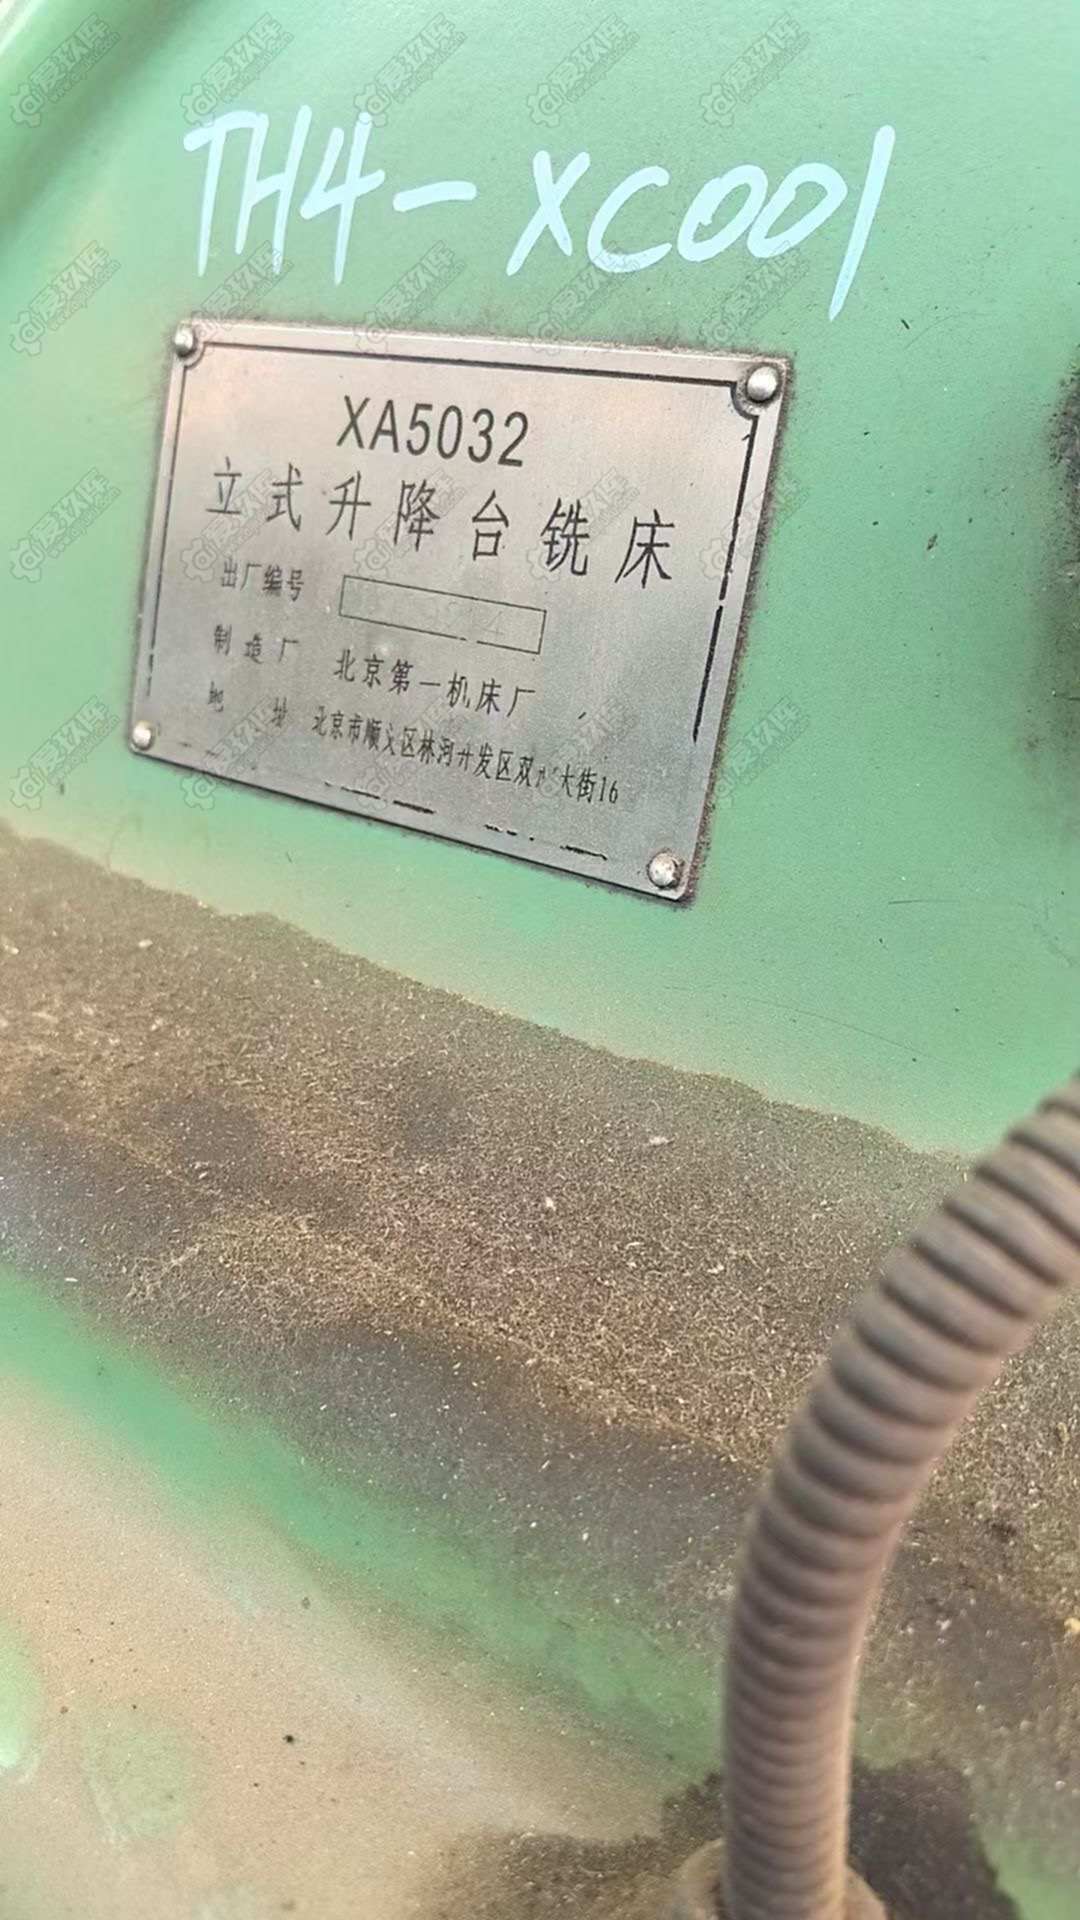 TH4-XC001
XA5032
立式升降台铣床
出厂编号
制造厂 北京第一机床厂
地址 北京市顺义区林河开发区双 大街16